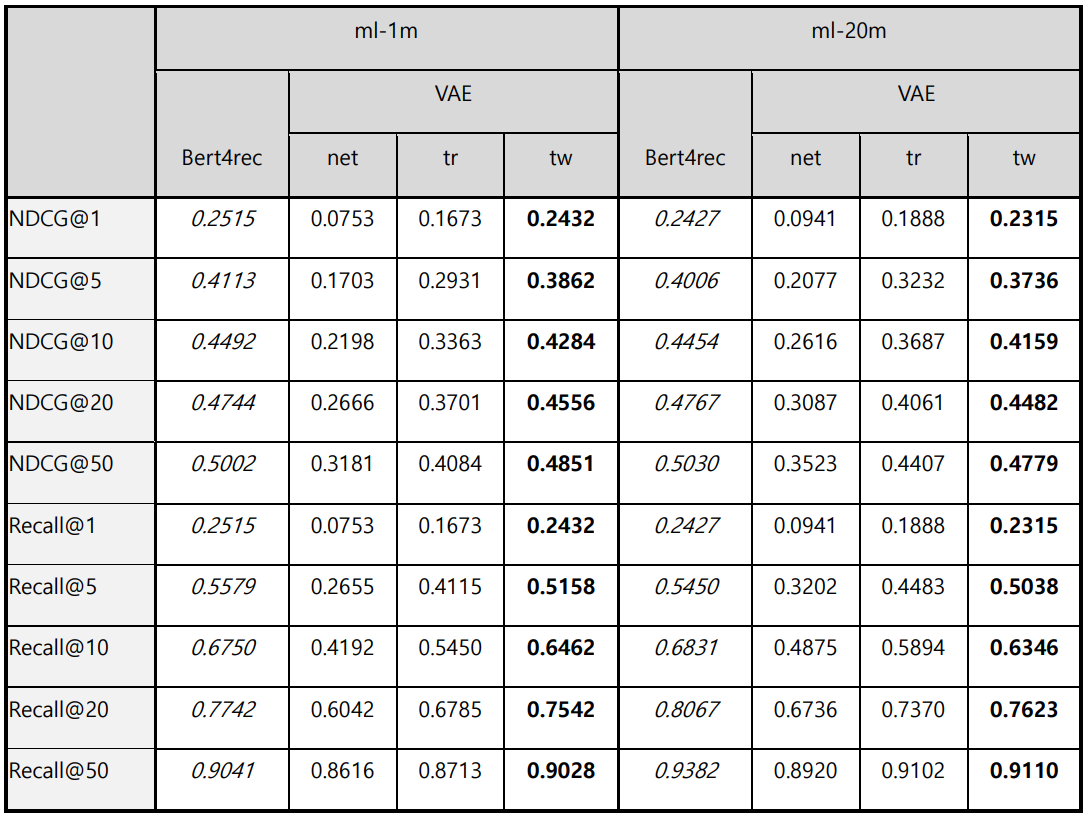 ml-1m ml-20m
VAE VAE
Bert4rec net tr tw Bert4rec net tr tw
NDCG@1 0.2515 0.0753 0.1673 0.2432 0.2427 0.0941 0.1888 0.2315
NDCG@5 0.4113 0.1703 0.2931 0.3862 0.4006 0.2077 0.3232 0.3736
NDCG@10 0.4492 0.2198 0.3363 0.4284 0.4454 0.2616 0.3687 0.4159
NDCG@20 0.4744 0.2666 0.3701 0.4556 0.4767 0.3087 0.4061 0.4482
NDCG@50 0.5002 0.3181 0.4084 0.4851 0.5030 0.3523 0.4407 0.4779
Recall@1 0.2515 0.0753 0.1673 0.2432 0.2427 0.0941 0.1888 0.2315
Recall@5 0.5579 0.2655 0.4115 0.5158 0.5450 0.3202 0.4483 0.5038
Recall@10 0.6750 0.4192 0.5450 0.6462 0.6831 0.4875 0.5894 0.6346
Recall@20 0.7742 0.6042 0.6785 0.7542 0.8067 0.6736 0.7370 0.7623
Recall@50 0.9041 0.8616 0.8713 0.9028 0.9382 0.8920 0.9102 0.9110